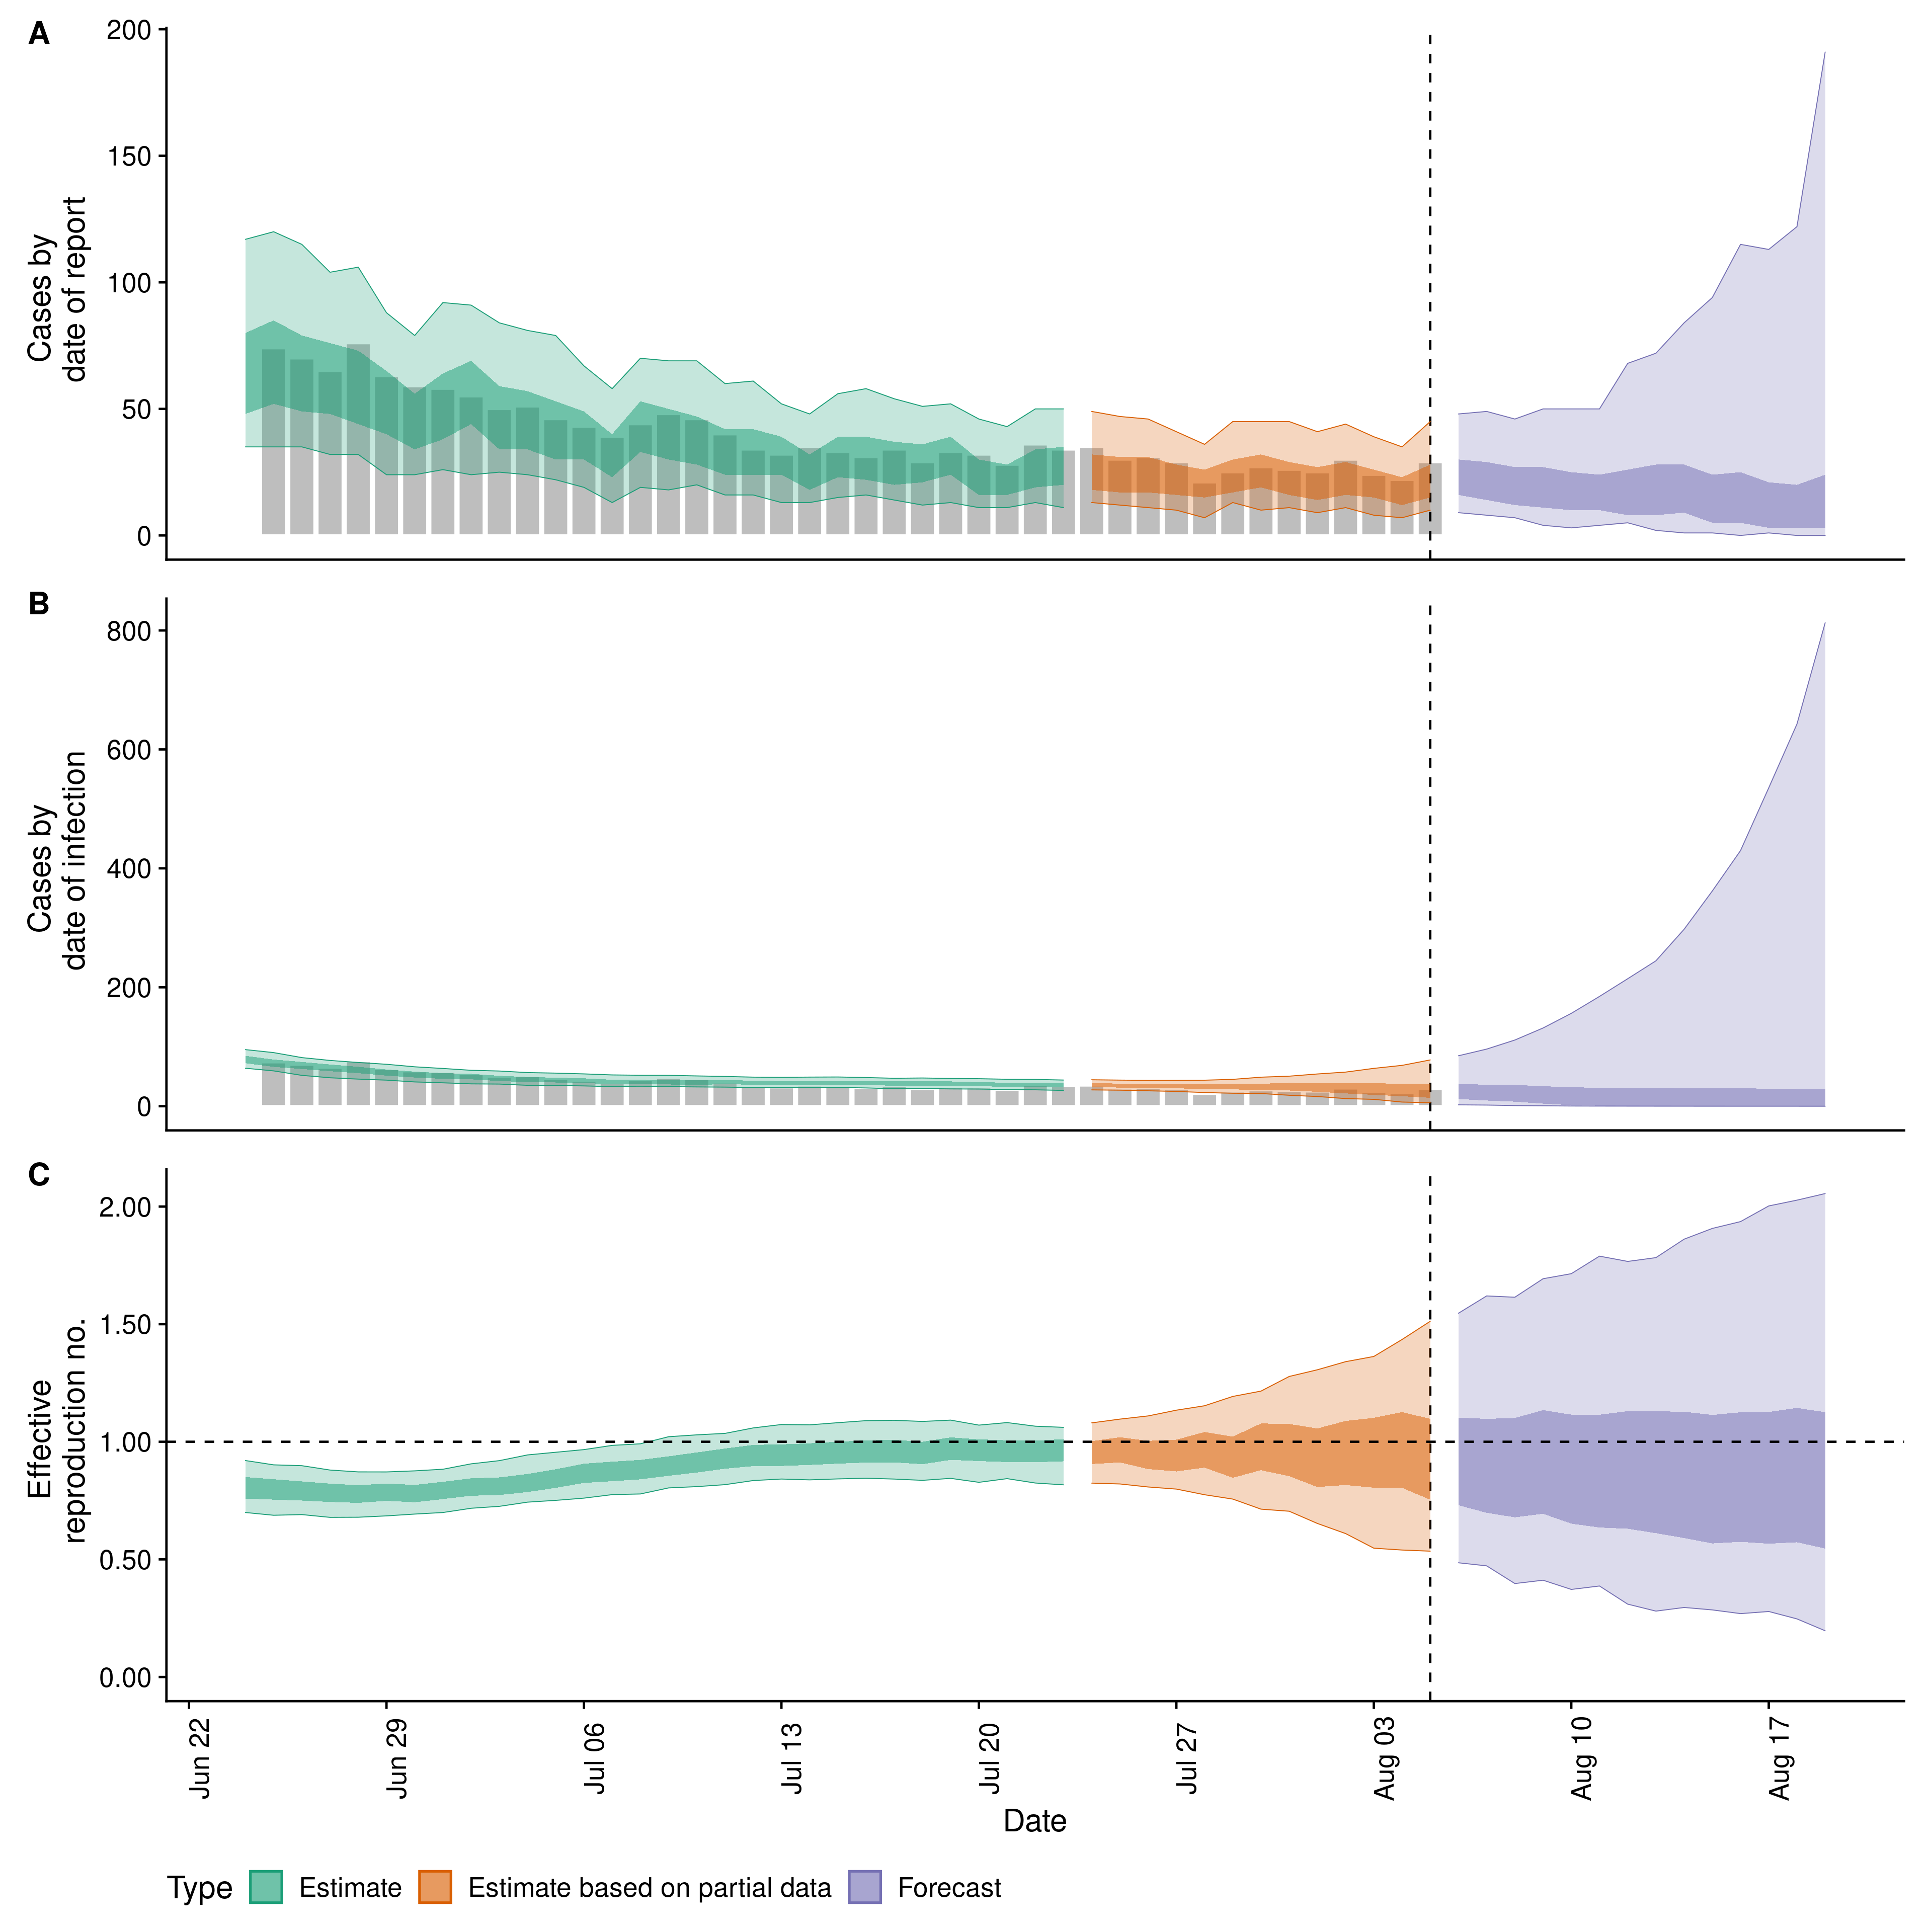 A
200
150
100
50
0
Cases by
date of report
B
800
600
400
200
0
Cases by
date of infection
C
2.00
1.50
1.00
0.50
0.00
Effective
reproduction no.
Jun 22
Jun 29
Jul 06
Jul 13
Jul 20
Jul 27
Aug 03
Aug 10
Aug 17
Date
Type Estimate Estimate based on partial data Forecast